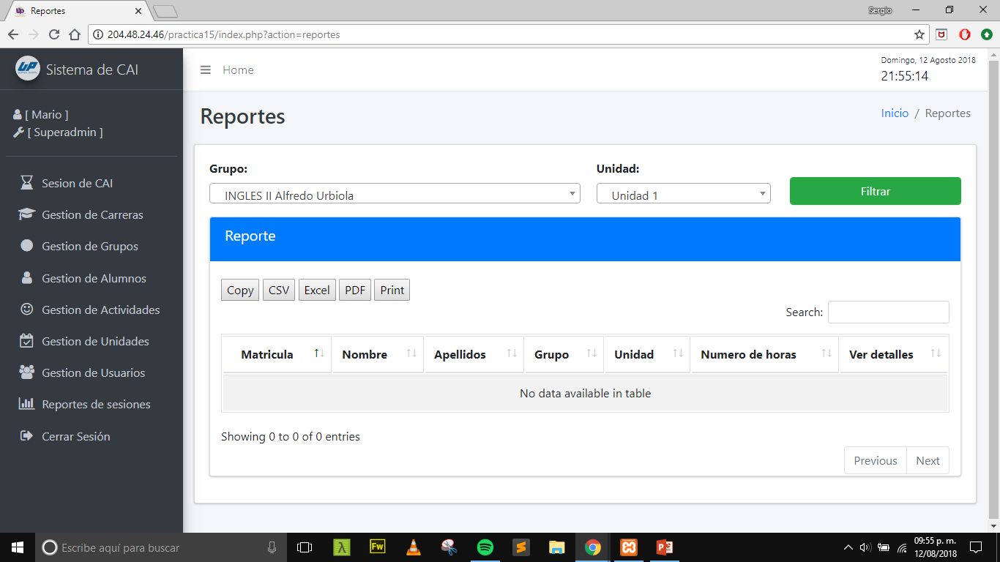 Reportes
Sergio
204.48.24.46/practica15/index.php?action=reportes
UP
Sistema de CAI
Home
Domingo, 12 Agosto 2018
21:55:14
[ Mario ]
[ Superadmin ]
Sesion de CAI
Gestion de Carreras
Gestion de Grupos
Gestion de Alumnos
Gestion de Actividades
Gestion de Unidades
Gestion de Usuarios
Reportes de sesiones
Cerrar Sesión
Reportes
Inicio / Reportes
Grupo: Unidad:
INGLES II Alfredo Urbiola Unidad 1 Filtrar
Reporte
Copy CSV Excel PDF Print
Search:
Matricula Nombre Apellidos Grupo Unidad Numero de horas Ver detalles
No data available in table
Showing 0 to 0 of 0 entries
Previous Next
Escribe aquí para buscar
Fw
09:55 p. m.
12/08/2018